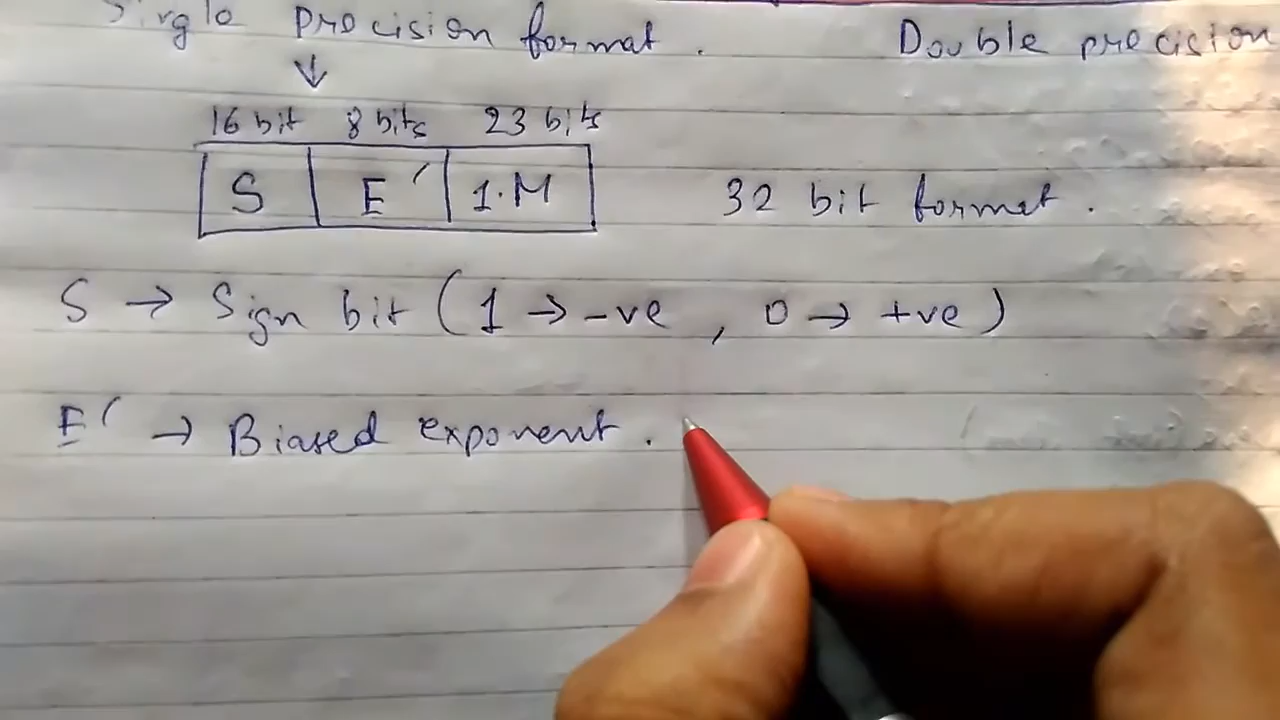 Single precision format . Double precision
↓
16 bit 8 bits 23 bits
S E' 1.M 32 bit format .
S → Sign bit ( 1 → -ve , 0 → +ve )
E' → Biased exponent .